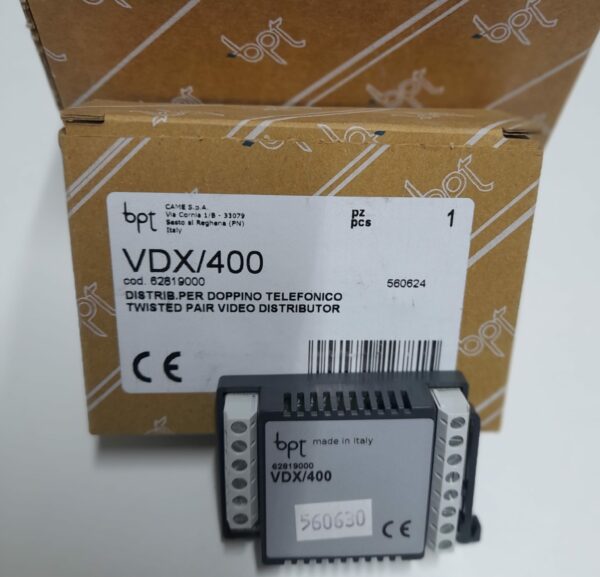 bpt
bpt
bpt
bpt
CAME S.p.A.
Via Cornia 1/B - 33079
Sesto al Reghena (PN)
Italy
pz
pcs
1
VDX/400
cod. 62819000
560624
DISTRIB.PER DOPPINO TELEFONICO
TWISTED PAIR VIDEO DISTRIBUTOR
CE
bpt
made in Italy
62819000
VDX/400
560630
CE